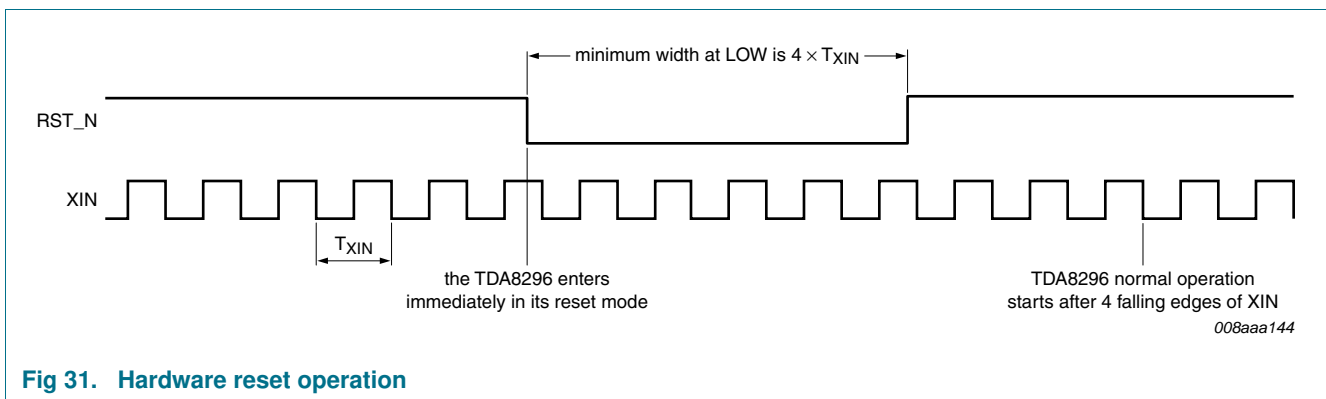 minimum width at LOW is 4 × TXIN
RST_N
XIN
TXIN
the TDA8296 enters
immediately in its reset mode
TDA8296 normal operation
starts after 4 falling edges of XIN
008aaa144
Fig 31. Hardware reset operation